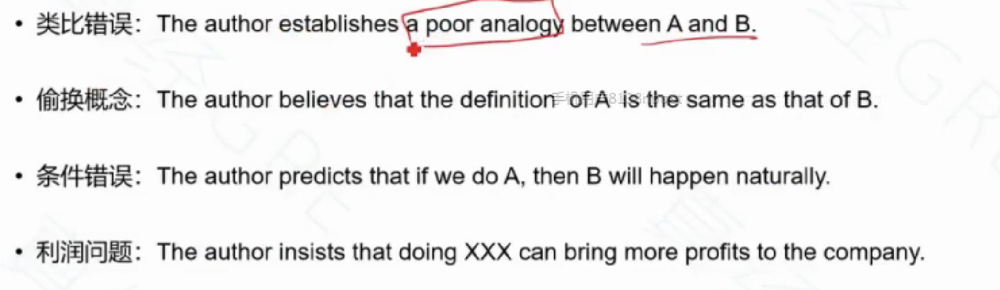 • 类比错误：The author establishes a poor analogy between A and B.
• 偷换概念：The author believes that the definition of A is the same as that of B.
• 条件错误：The author predicts that if we do A, then B will happen naturally.
• 利润问题：The author insists that doing XXX can bring more profits to the company.